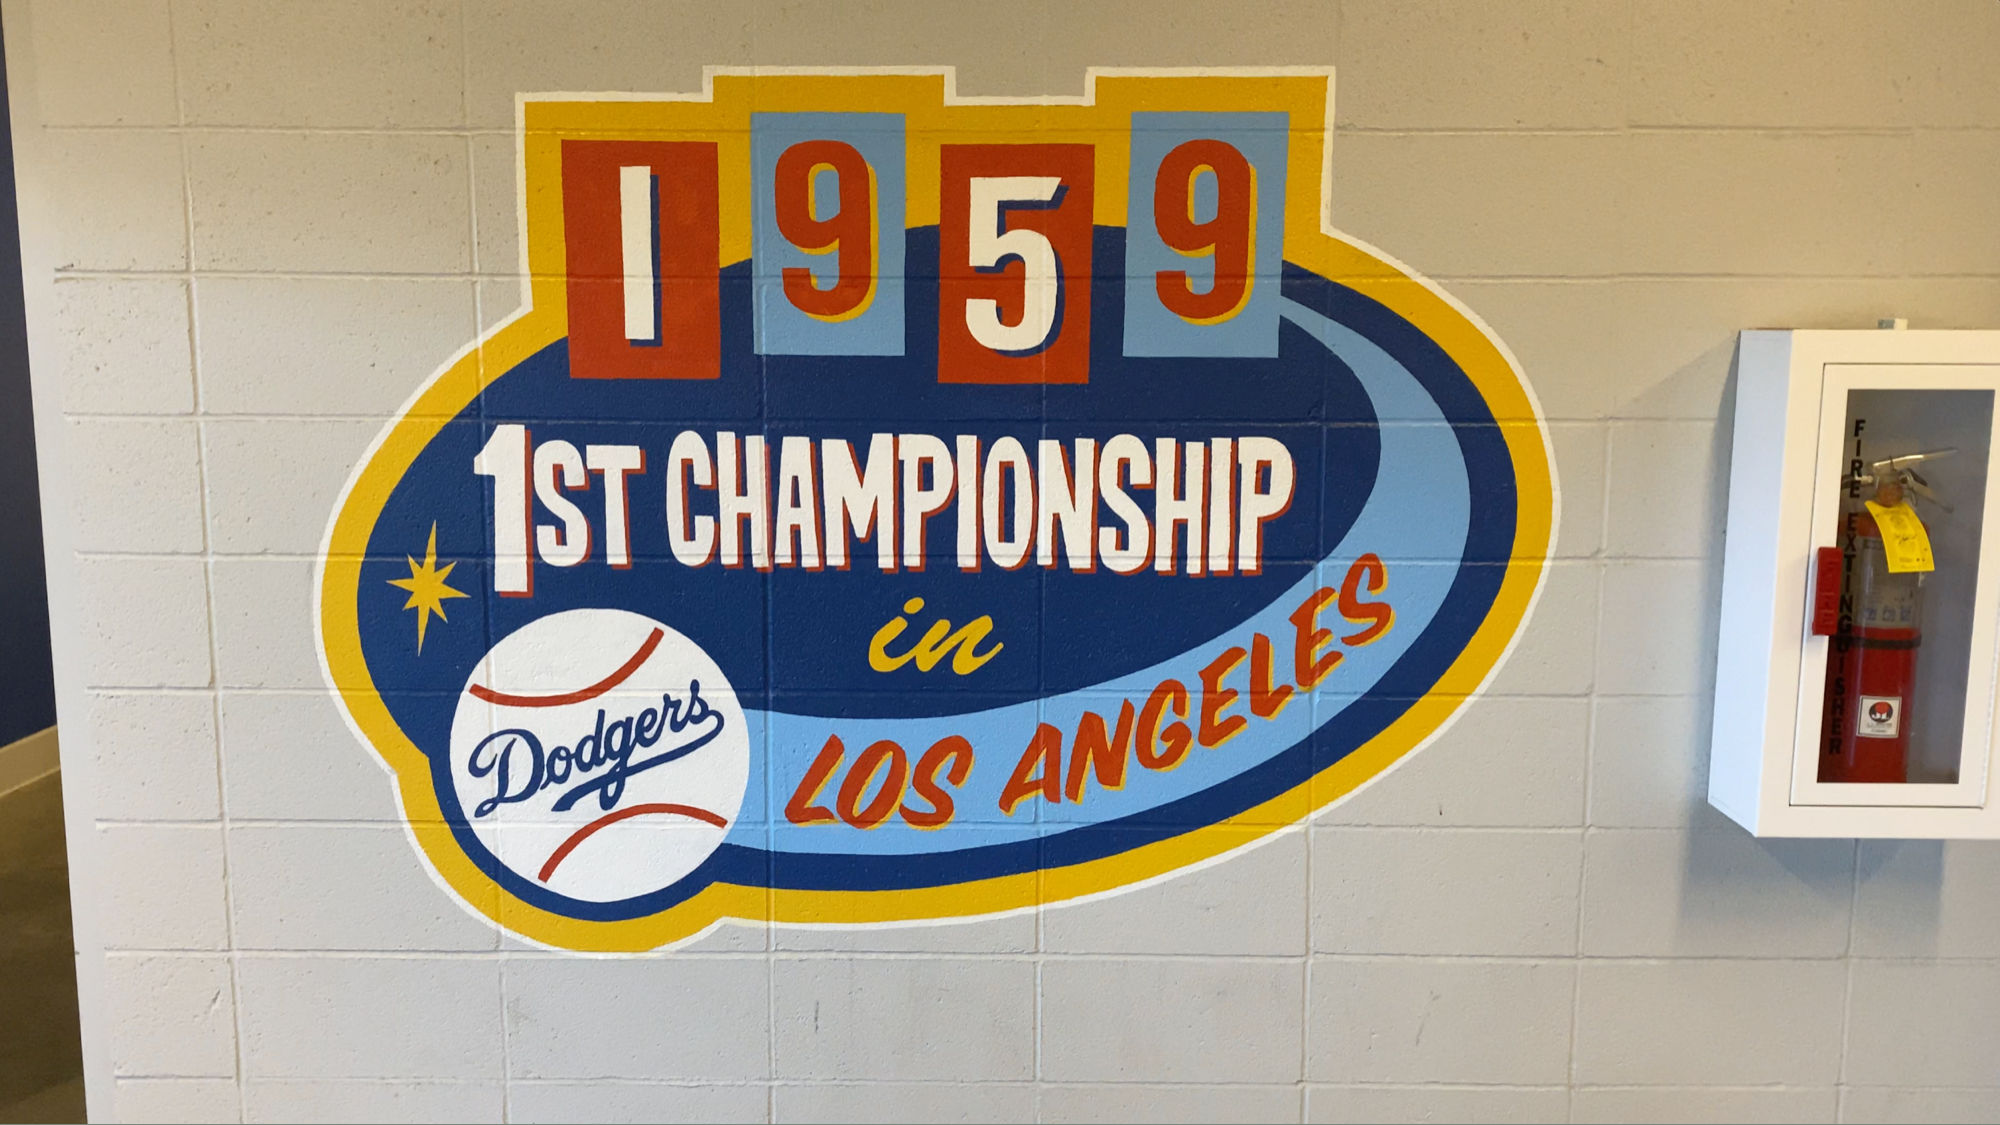 1959
1ST CHAMPIONSHIP
in
LOS ANGELES
Dodgers
FIRE EXTINGUISHER